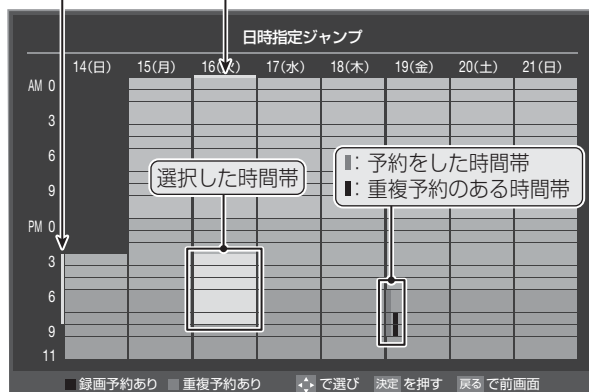 日時指定ジャンプ
14(日) 15(月) 16(火) 17(水) 18(木) 19(金) 20(土) 21(日)
AM 0
3
6
9
PM 0
3
6
9
11
選択した時間帯
: 予約をした時間帯
: 重複予約のある時間帯
録画予約あり 重複予約あり で選び 決定 を押す 戻る で前画面